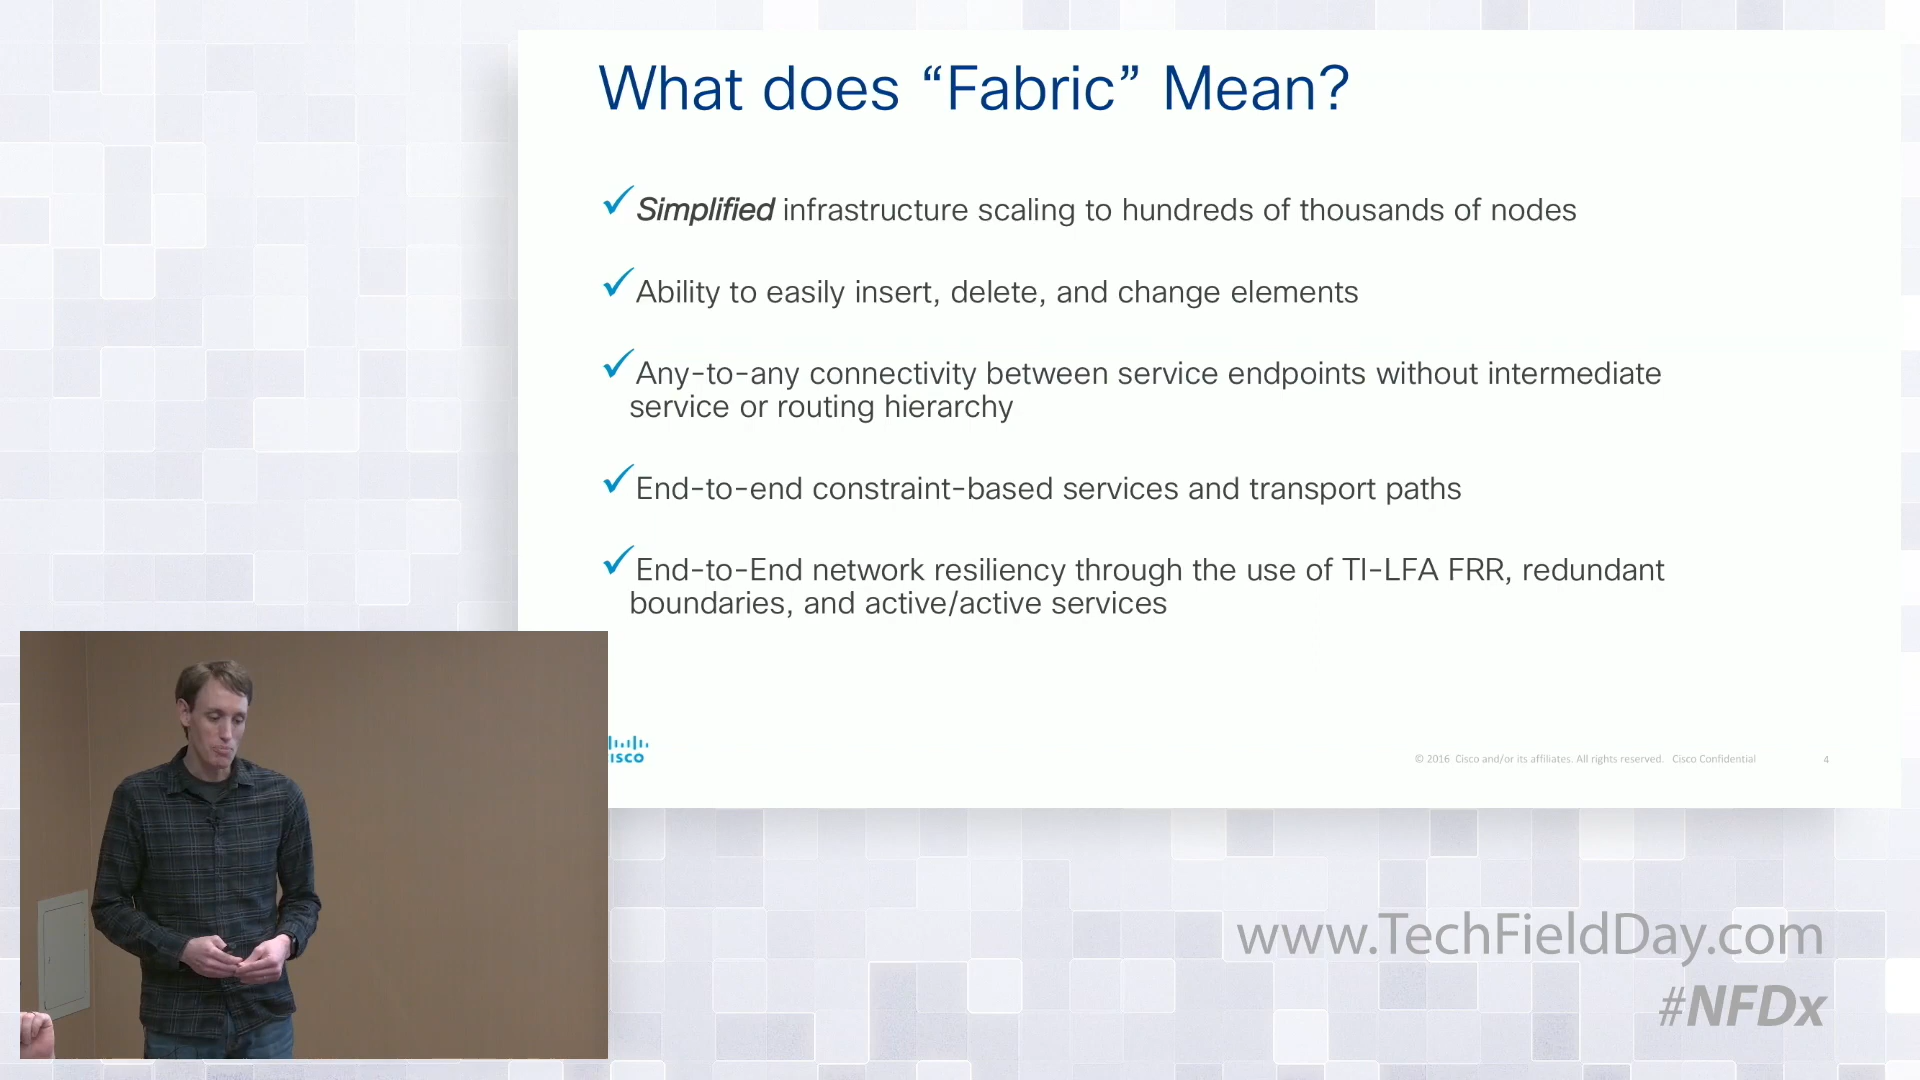 What does “Fabric” Mean?
Simplified infrastructure scaling to hundreds of thousands of nodes
Ability to easily insert, delete, and change elements
Any-to-any connectivity between service endpoints without intermediate
service or routing hierarchy
End-to-end constraint-based services and transport paths
End-to-End network resiliency through the use of TI-LFA FRR, redundant
boundaries, and active/active services
isco
© 2016 Cisco and/or its affiliates. All rights reserved. Cisco Confidential 4
www.TechFieldDay.com
#NFDx